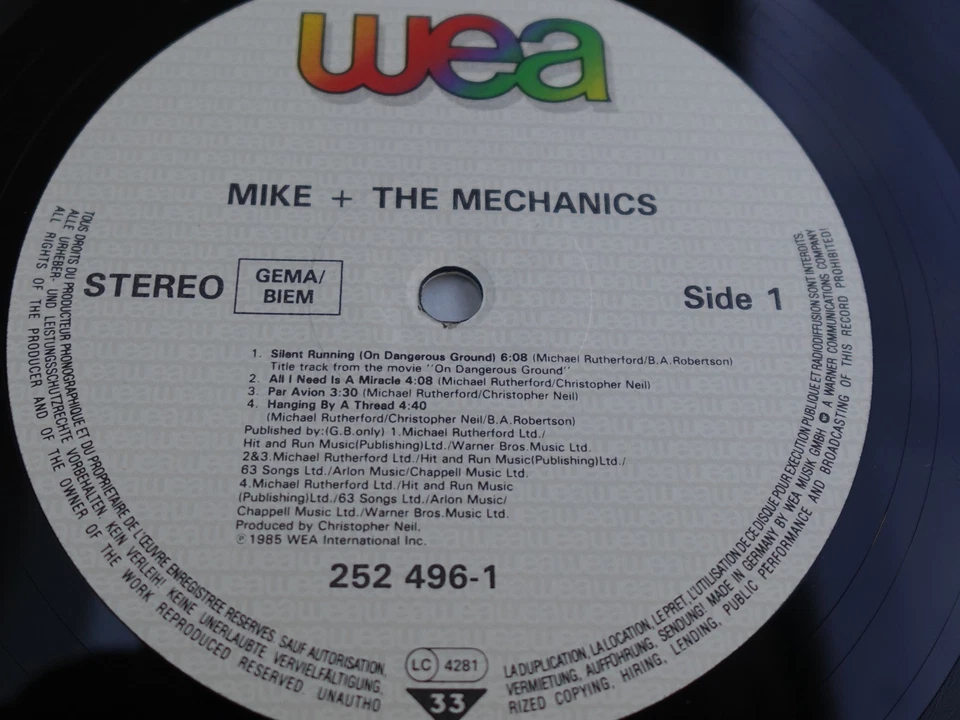 wea
MIKE + THE MECHANICS
STEREO
GEMA/
BIEM
Side 1
1. Silent Running (On Dangerous Ground) 6:08 (Michael Rutherford/B.A.Robertson)
Title track from the movie "On Dangerous Ground"
2. All I Need Is A Miracle 4:08 (Michael Rutherford/Christopher Neil)
3. Par Avion 3:30 (Michael Rutherford/Christopher Neil)
4. Hanging By A Thread 4:40
(Michael Rutherford/Christopher Neil/B.A.Robertson)
Published by:(G.B.only) 1.Michael Rutherford Ltd./
Hit and Run Music(Publishing)Ltd./Warner Bros.Music Ltd.
2&3.Michael Rutherford Ltd./Hit and Run Music(Publishing)Ltd./
63 Songs Ltd./Arlon Music/Chappell Music Ltd.
4.Michael Rutherford Ltd./Hit and Run Music
(Publishing)Ltd./63 Songs Ltd./Arlon Music/
Chappell Music Ltd./Warner Bros.Music Ltd.
Produced by Christopher Neil.
℗ 1985 WEA International Inc.
252 496-1
LC 4281
33
TOUS DROITS DU PRODUCTEUR PHONOGRAPHIQUE ET DU PROPRIETAIRE DE L'ŒUVRE ENREGISTREE RESERVES. SAUF AUTORISATION, LA DUPLICATION, LA LOCATION, LE PRET, L'UTILISATION DE CE DISQUE POUR EXECUTION PUBLIQUE ET RADIODIFFUSION SONT INTERDITS.
ALLE URHEBER- UND LEISTUNGSSCHUTZRECHTE VORBEHALTEN. KEIN VERLEIH! KEINE UNERLAUBTE VERVIELFÄLTIGUNG, VERMIETUNG, AUFFÜHRUNG, SENDUNG! MADE IN GERMANY BY WEA MUSIK GMBH A WARNER COMMUNICATIONS COMPANY
ALL RIGHTS OF THE PRODUCER AND OF THE OWNER OF THE WORK REPRODUCED RESERVED UNAUTHORIZED COPYING, HIRING, LENDING, PUBLIC PERFORMANCE AND BROADCASTING OF THIS RECORD PROHIBITED!